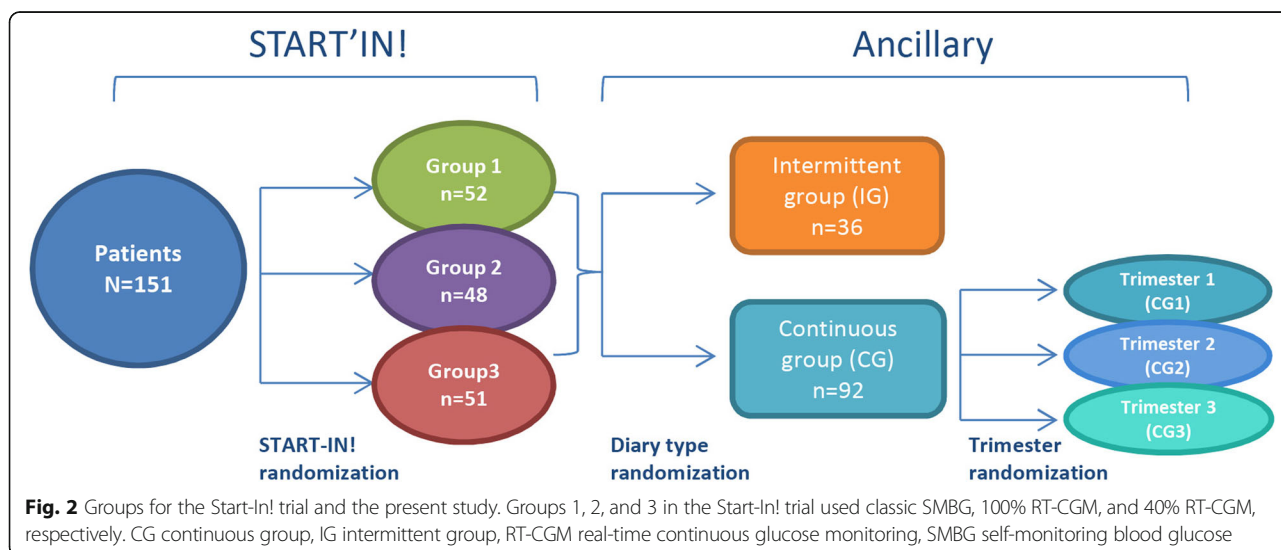 START'IN!
Ancillary
Patients
N=151
Group 1
n=52
Group 2
n=48
Group3
n=51
START-IN!
randomization
Intermittent
group (IG)
n=36
Continuous
group (CG)
n=92
Diary type
randomization
Trimester 1
(CG1)
Trimester 2
(CG2)
Trimester 3
(CG3)
Trimester
randomization
Fig. 2 Groups for the Start-In! trial and the present study. Groups 1, 2, and 3 in the Start-In! trial used classic SMBG, 100% RT-CGM, and 40% RT-CGM,
respectively. CG continuous group, IG intermittent group, RT-CGM real-time continuous glucose monitoring, SMBG self-monitoring blood glucose